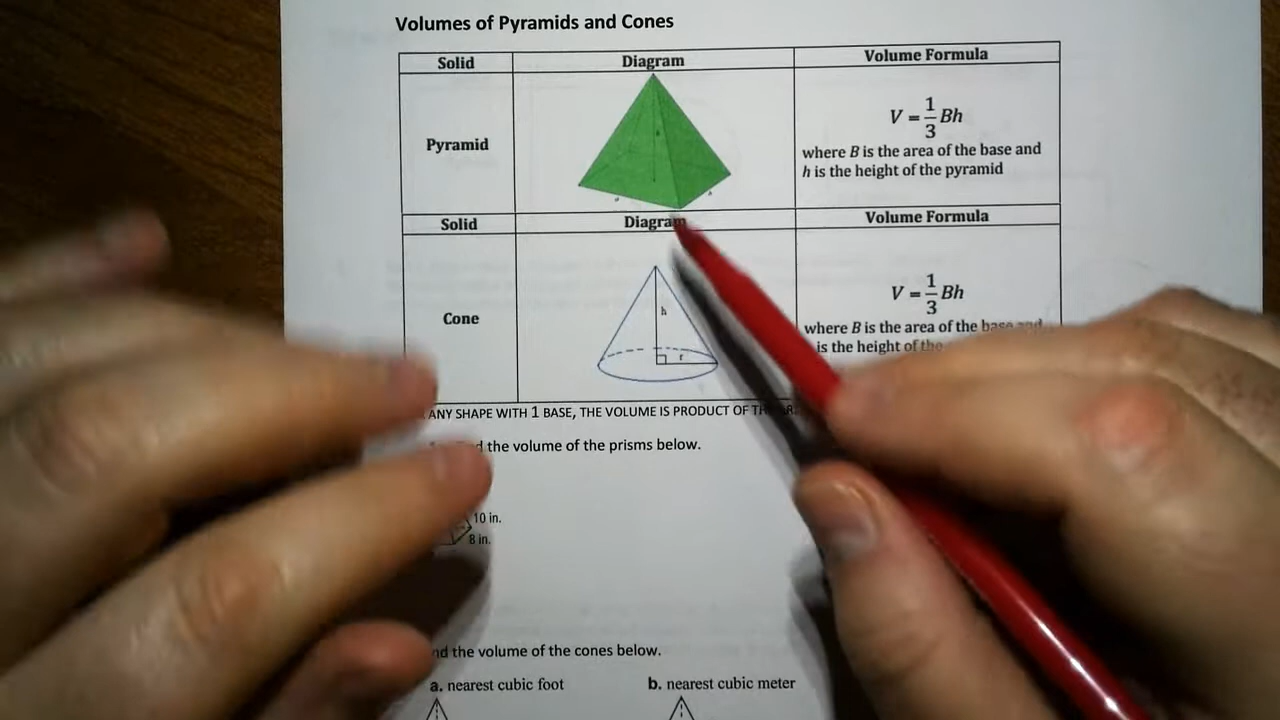 Volumes of Pyramids and Cones
Solid Diagram Volume Formula
Pyramid
V = 1/3 Bh
where B is the area of the base and
h is the height of the pyramid
Solid Diagram Volume Formula
Cone
h
r
V = 1/3 Bh
where B is the area of the base and
is the height of the
ANY SHAPE WITH 1 BASE, THE VOLUME IS PRODUCT OF
the volume of the prisms below.
10 in.
8 in.
the volume of the cones below.
a. nearest cubic foot b. nearest cubic meter